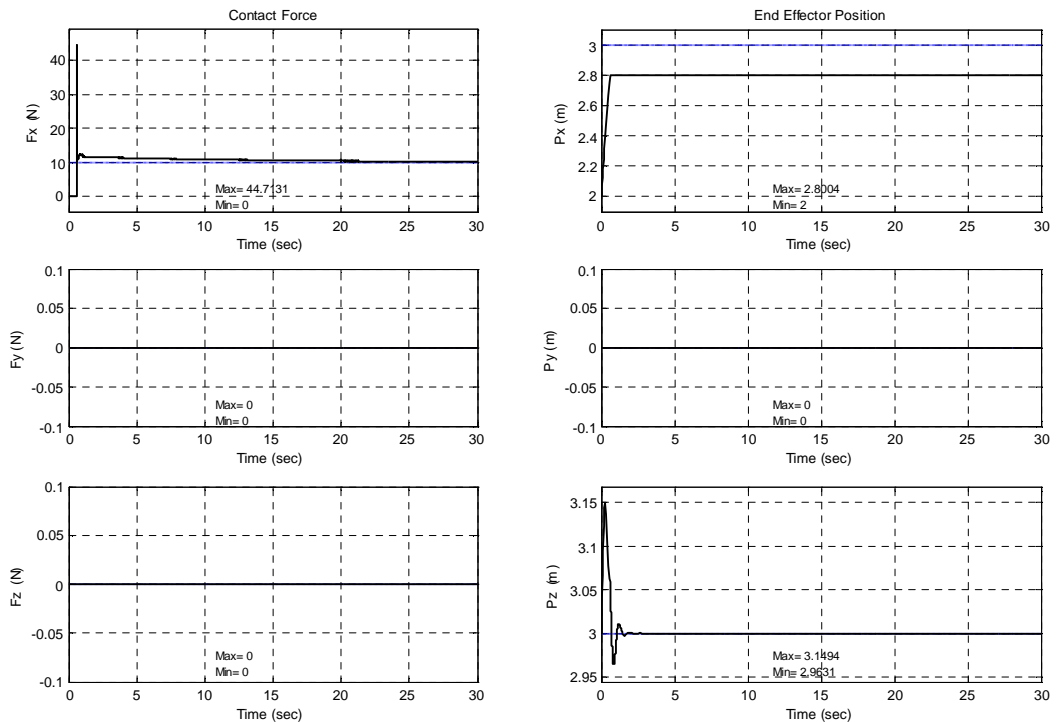 Contact Force
40
30
20
10
0
Fx (N)
Max= 44.7131
Min= 0
0 5 10 15 20 25 30
Time (sec)
End Effector Position
3
2.8
2.6
2.4
2.2
2
Px (m)
Max= 2.8004
Min= 2
0 5 10 15 20 25 30
Time (sec)
0.1
0.05
0
-0.05
-0.1
Fy (N)
Max= 0
Min= 0
0 5 10 15 20 25 30
Time (sec)
0.1
0.05
0
-0.05
-0.1
Py (m)
Max= 0
Min= 0
0 5 10 15 20 25 30
Time (sec)
0.1
0.05
0
-0.05
-0.1
Fz (N)
Max= 0
Min= 0
0 5 10 15 20 25 30
Time (sec)
3.15
3.1
3.05
3
2.95
Pz (m)
Max= 3.1494
Min= 2.9631
0 5 10 15 20 25 30
Time (sec)